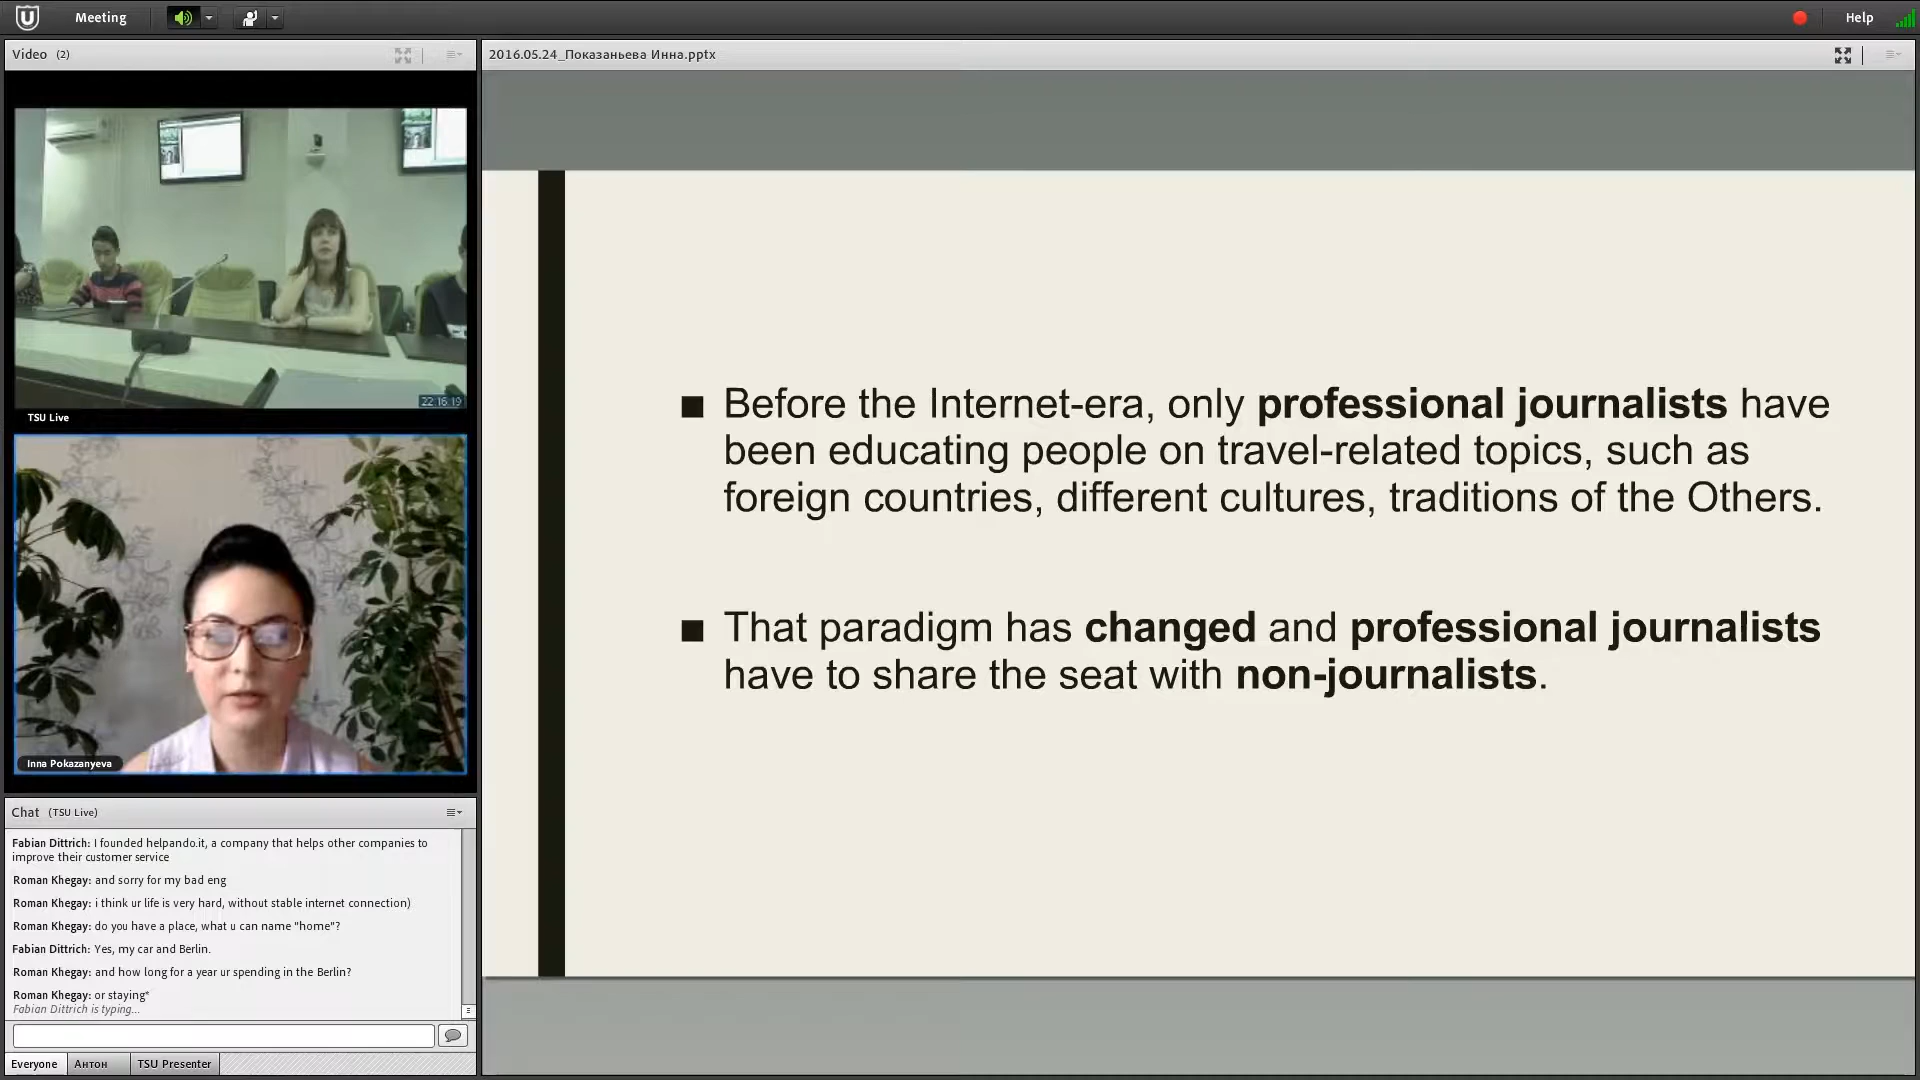 Meeting
Help
Video (2)
22:16:19
TSU Live
Inna Pokazanyeva
Chat (TSU Live)
Fabian Dittrich: I founded helpando.it, a company that helps other companies to
improve their customer service
Roman Khegay: and sorry for my bad eng
Roman Khegay: i think ur life is very hard, without stable internet connection)
Roman Khegay: do you have a place, what u can name "home"?
Fabian Dittrich: Yes, my car and Berlin.
Roman Khegay: and how long for a year ur spending in the Berlin?
Roman Khegay: or staying*
Fabian Dittrich is typing...
Everyone
Антон
TSU Presenter
2016.05.24_Показаньева Инна.pptx
■ Before the Internet-era, only professional journalists have
been educating people on travel-related topics, such as
foreign countries, different cultures, traditions of the Others.
■ That paradigm has changed and professional journalists
have to share the seat with non-journalists.